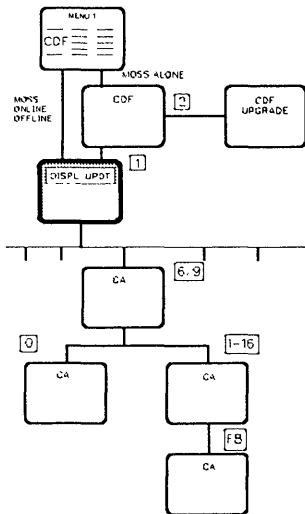 MENU 1
CDF
MOSS ALONE
MOSS
ONLINE
OFFLINE
CDF
2
CDF
UPGRADE
1
DISPL UPDT
6,9
CA
0
1-16
CA
CA
F8
CA